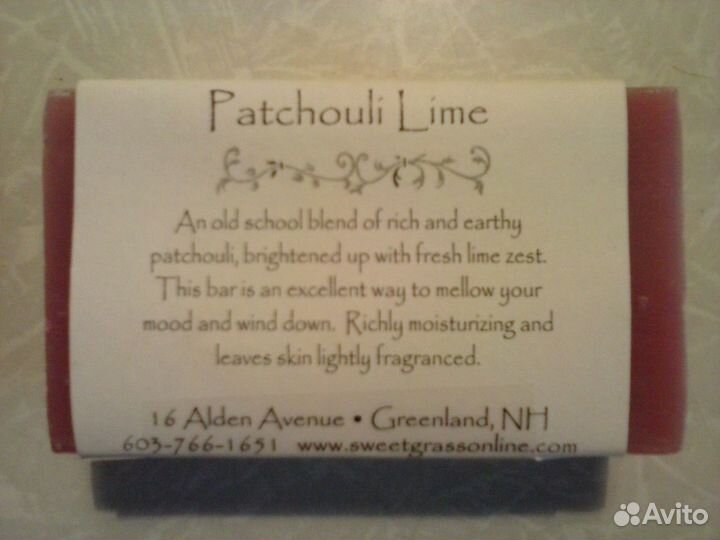 Patchouli Lime
An old school blend of rich and earthy
patchouli, brightened up with fresh lime zest.
This bar is an excellent way to mellow your
mood and wind down. Richly moisturizing and
leaves skin lightly fragranced.
16 Alden Avenue • Greenland, NH
603-766-1651 www.sweetgrassonline.com
Avito